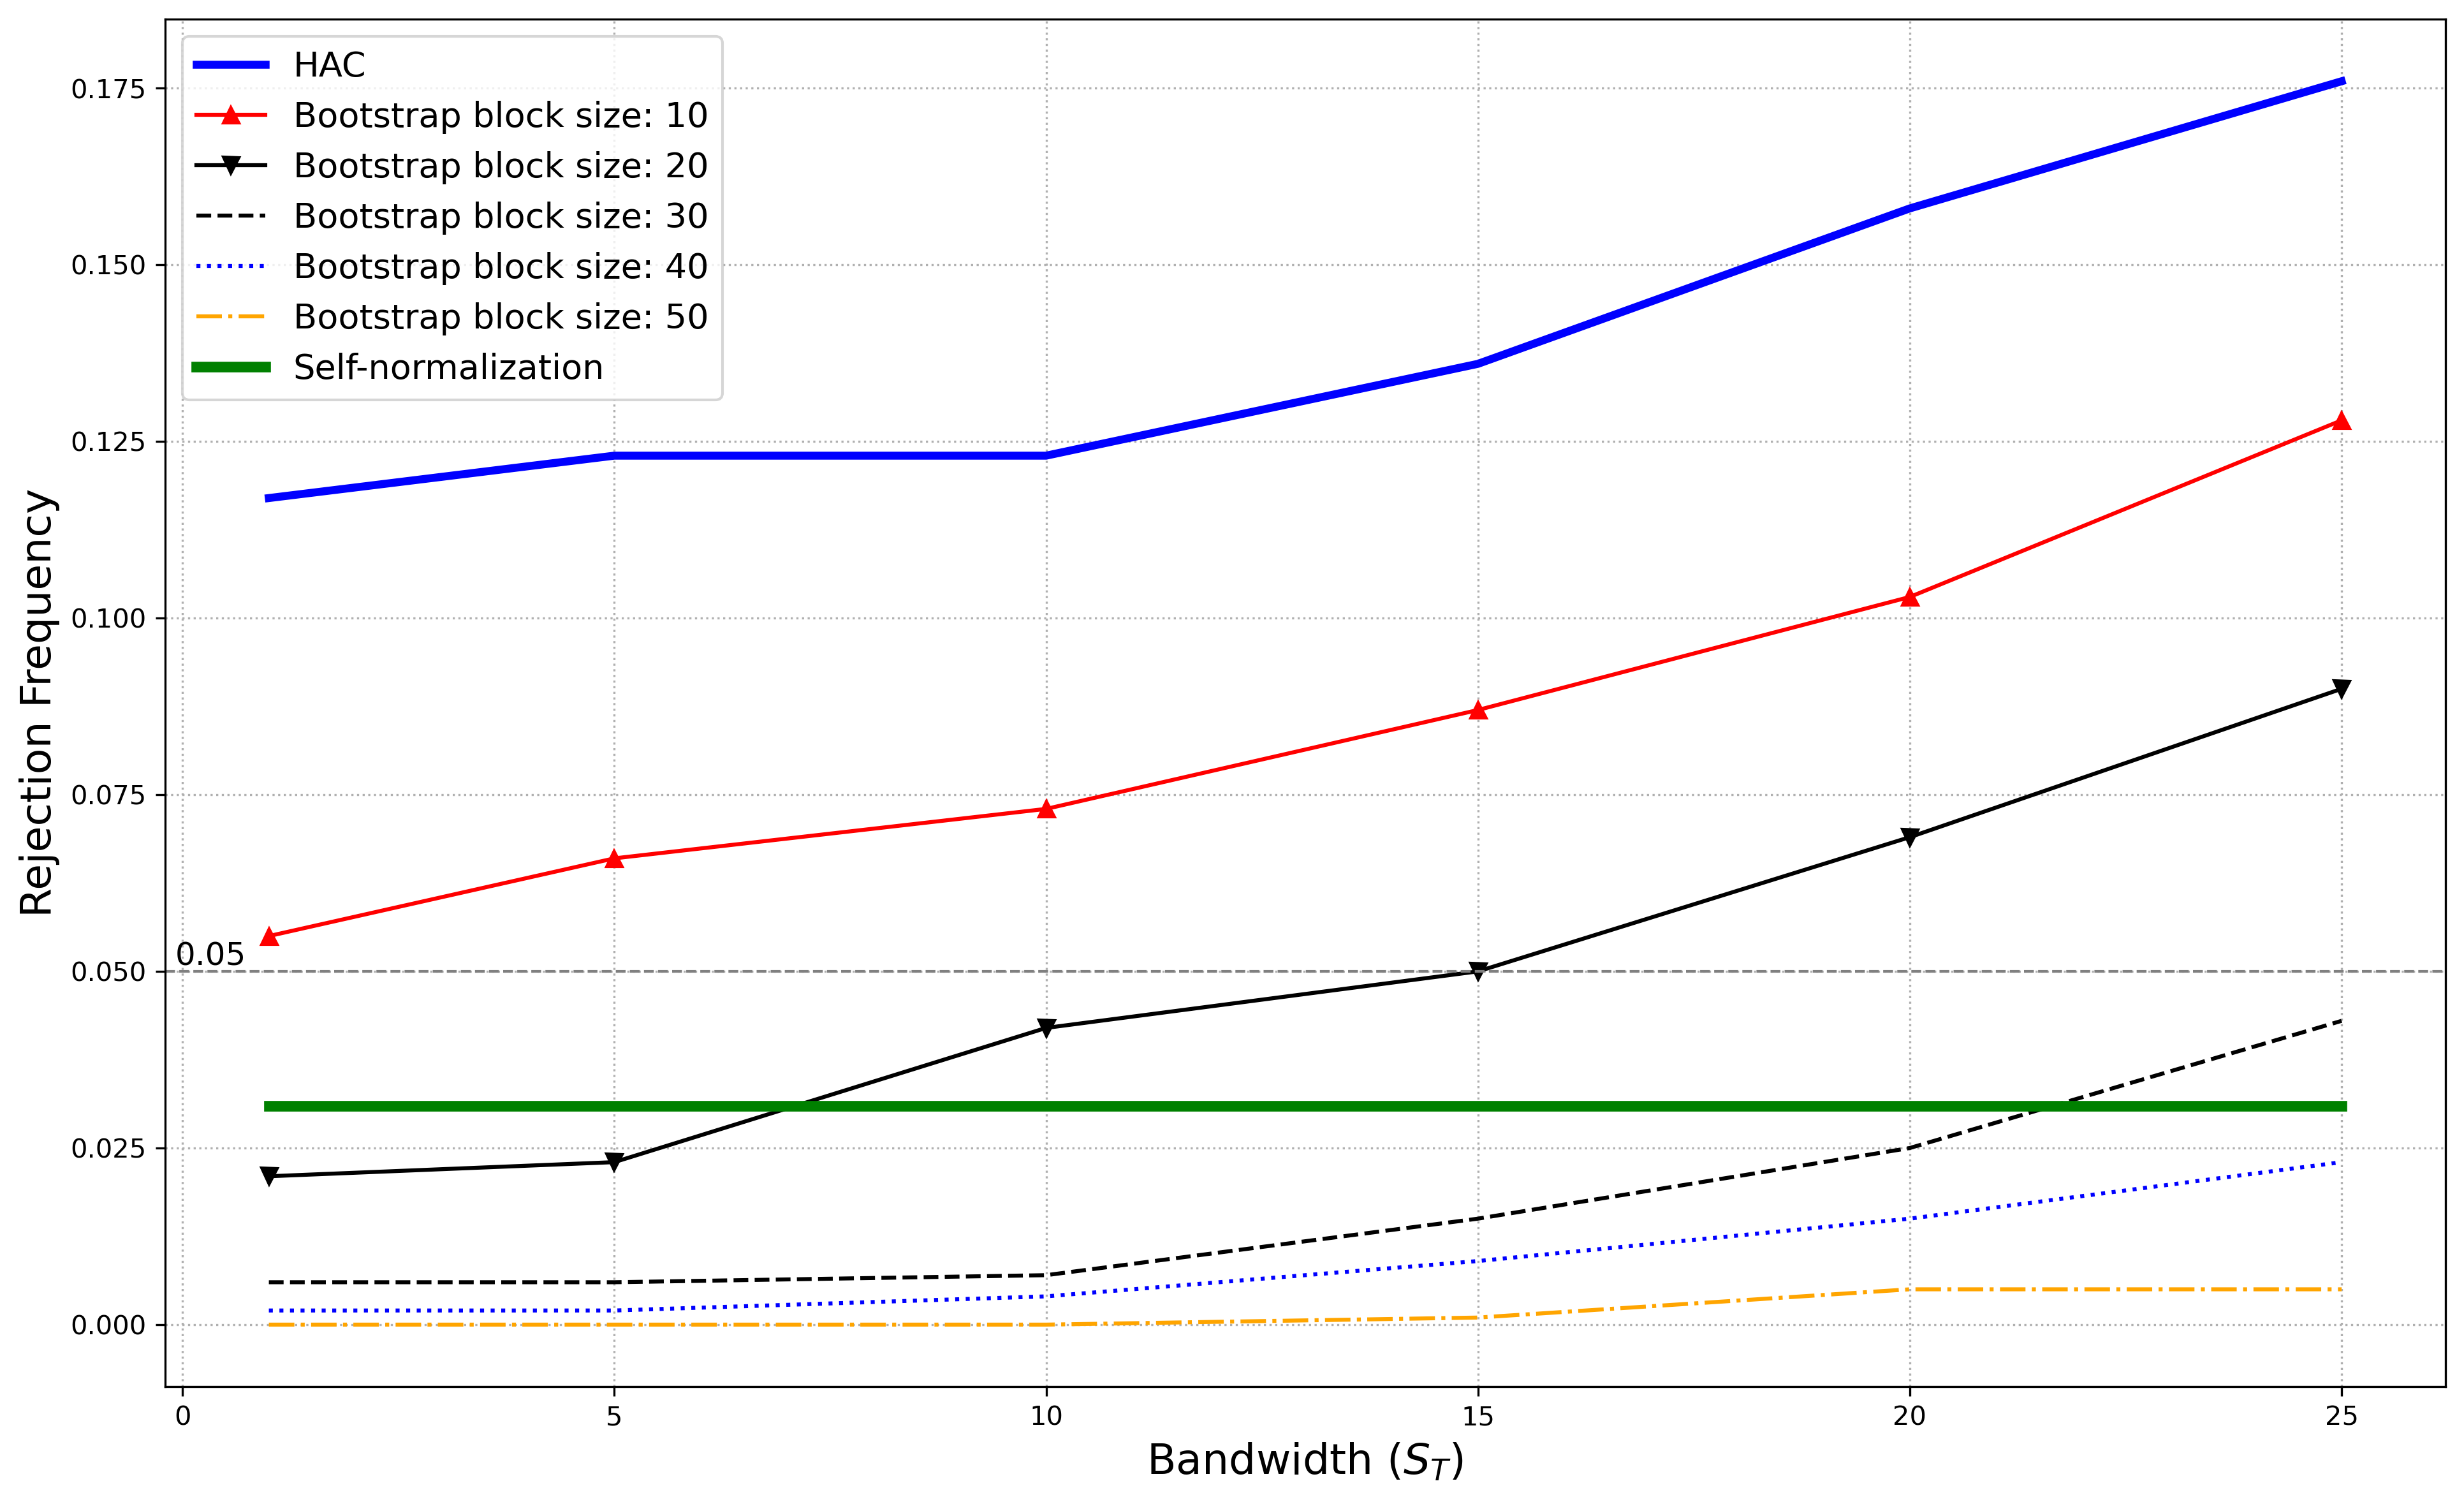 HAC
Bootstrap block size: 10
Bootstrap block size: 20
Bootstrap block size: 30
Bootstrap block size: 40
Bootstrap block size: 50
Self-normalization
0.175
0.150
0.125
0.100
0.075
0.050
0.025
0.000
0.05
Rejection Frequency
0 5 10 15 20 25
Bandwidth (S_T)